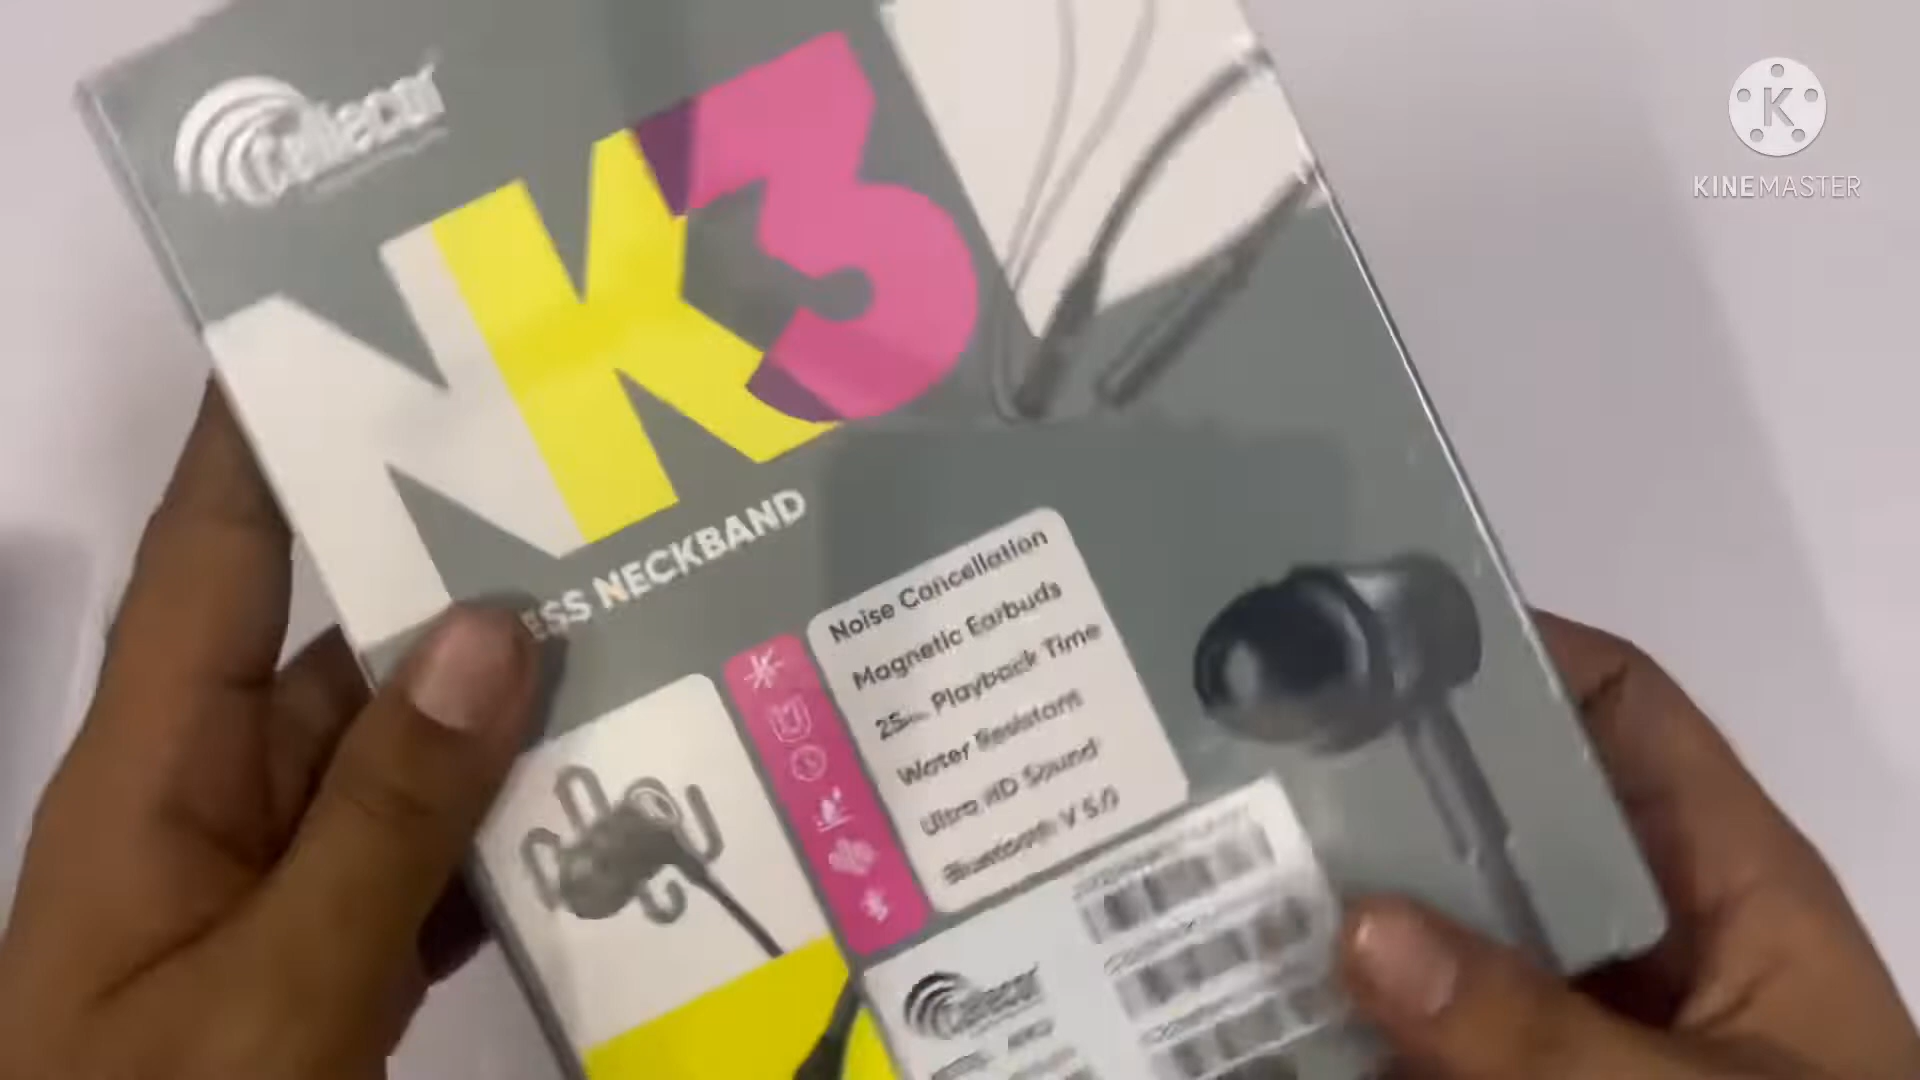 Cellecor
NK3
ESS NECKBAND
Noise Cancellation
Magnetic Earbuds
25 Playback Time
Water Resistant
Ultra HD Sound
Bluetooth V 5.0
Cellecor
K
KINEMASTER